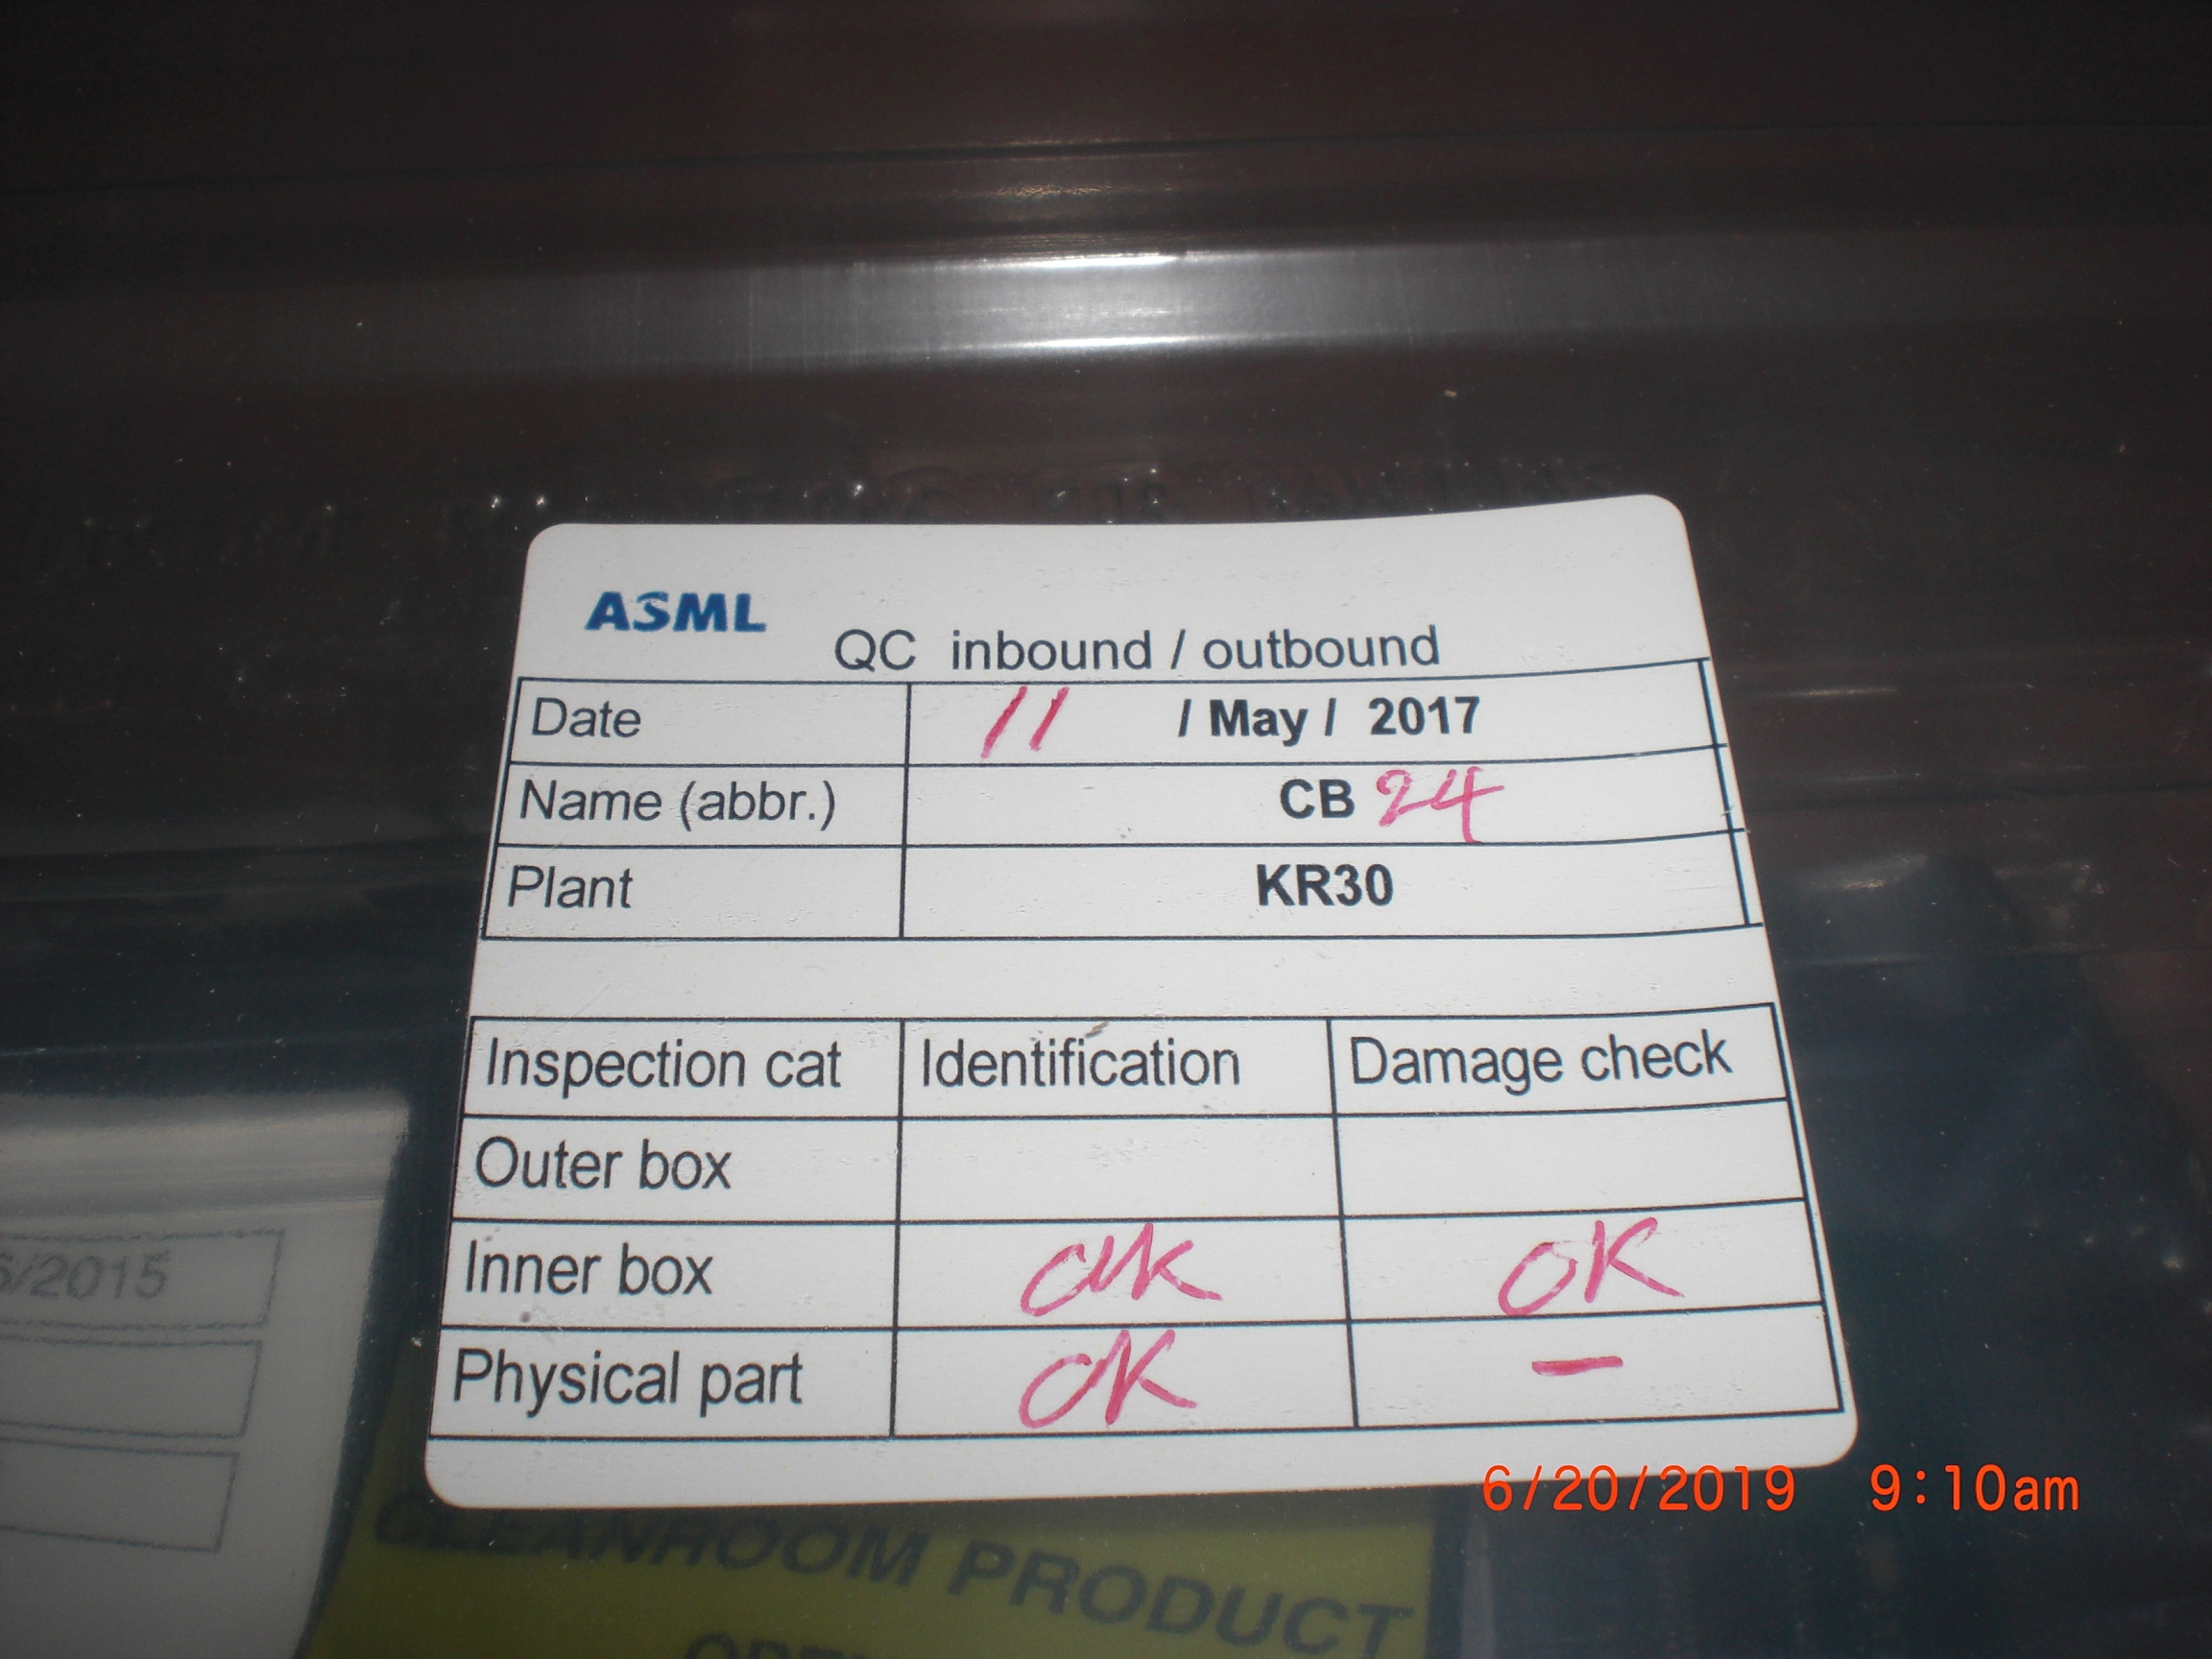 ASML
QC inbound / outbound
Date 11 / May / 2017
Name (abbr.) CB 24
Plant KR30
Inspection cat Identification Damage check
Outer box
Inner box OK OK
Physical part OK –
/2015
6/20/2019 9:10am
CLEANROOM PRODUCT